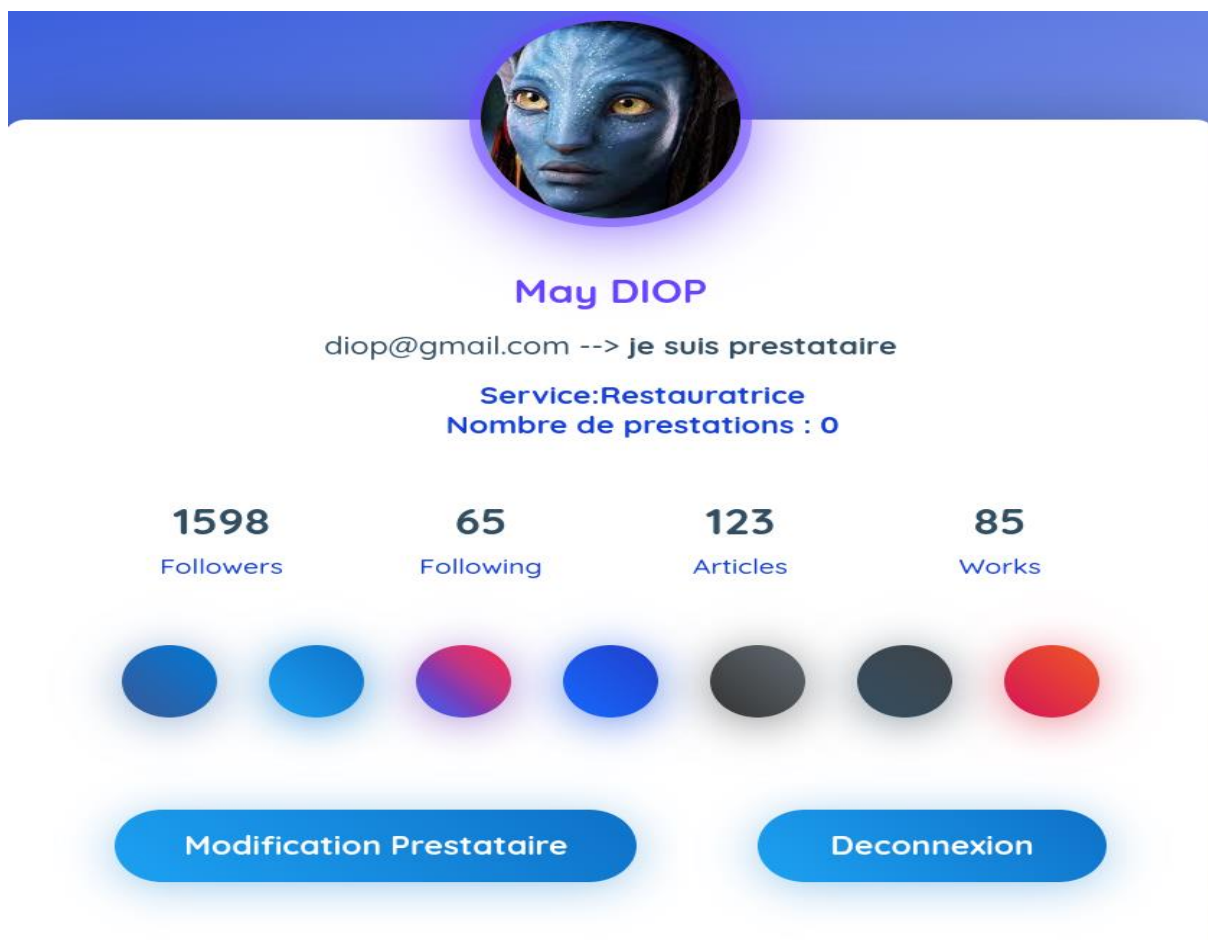 May DIOP
diop@gmail.com --> je suis prestataire
Service:Restauratrice
Nombre de prestations : 0
1598 65 123 85
Followers Following Articles Works
Modification Prestataire Deconnexion